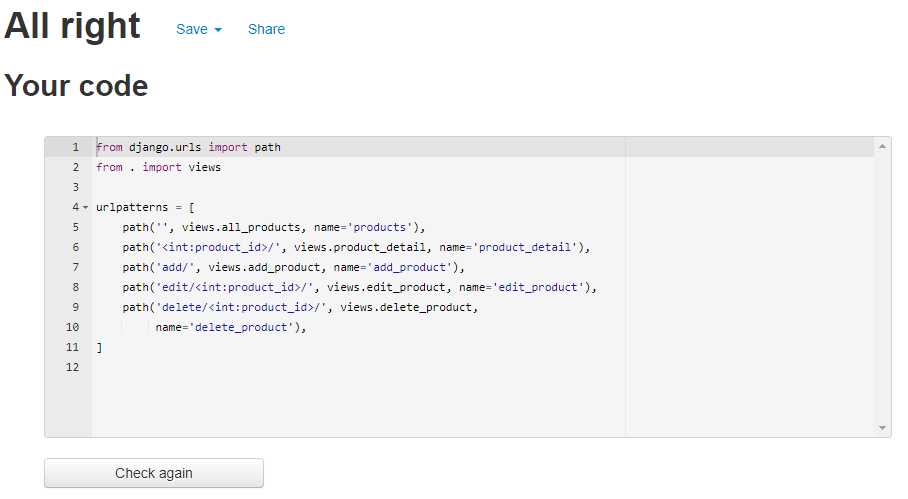 All right Save Share
Your code
1 from django.urls import path
2 from . import views
3
4 urlpatterns = [
5 path('', views.all_products, name='products'),
6 path('<int:product_id>/', views.product_detail, name='product_detail'),
7 path('add/', views.add_product, name='add_product'),
8 path('edit/<int:product_id>/', views.edit_product, name='edit_product'),
9 path('delete/<int:product_id>/', views.delete_product,
10 name='delete_product'),
11 ]
12
Check again